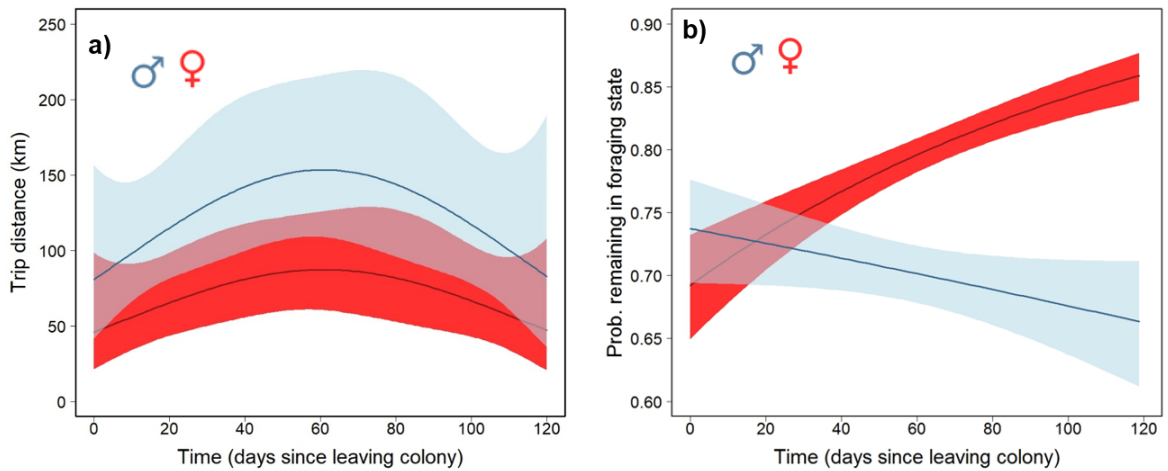 a)
♂ ♀
250
200
150
100
50
0
Trip distance (km)
0 20 40 60 80 100 120
Time (days since leaving colony)
b)
♂ ♀
0.90
0.85
0.80
0.75
0.70
0.65
0.60
Prob. remaining in foraging state
0 20 40 60 80 100 120
Time (days since leaving colony)